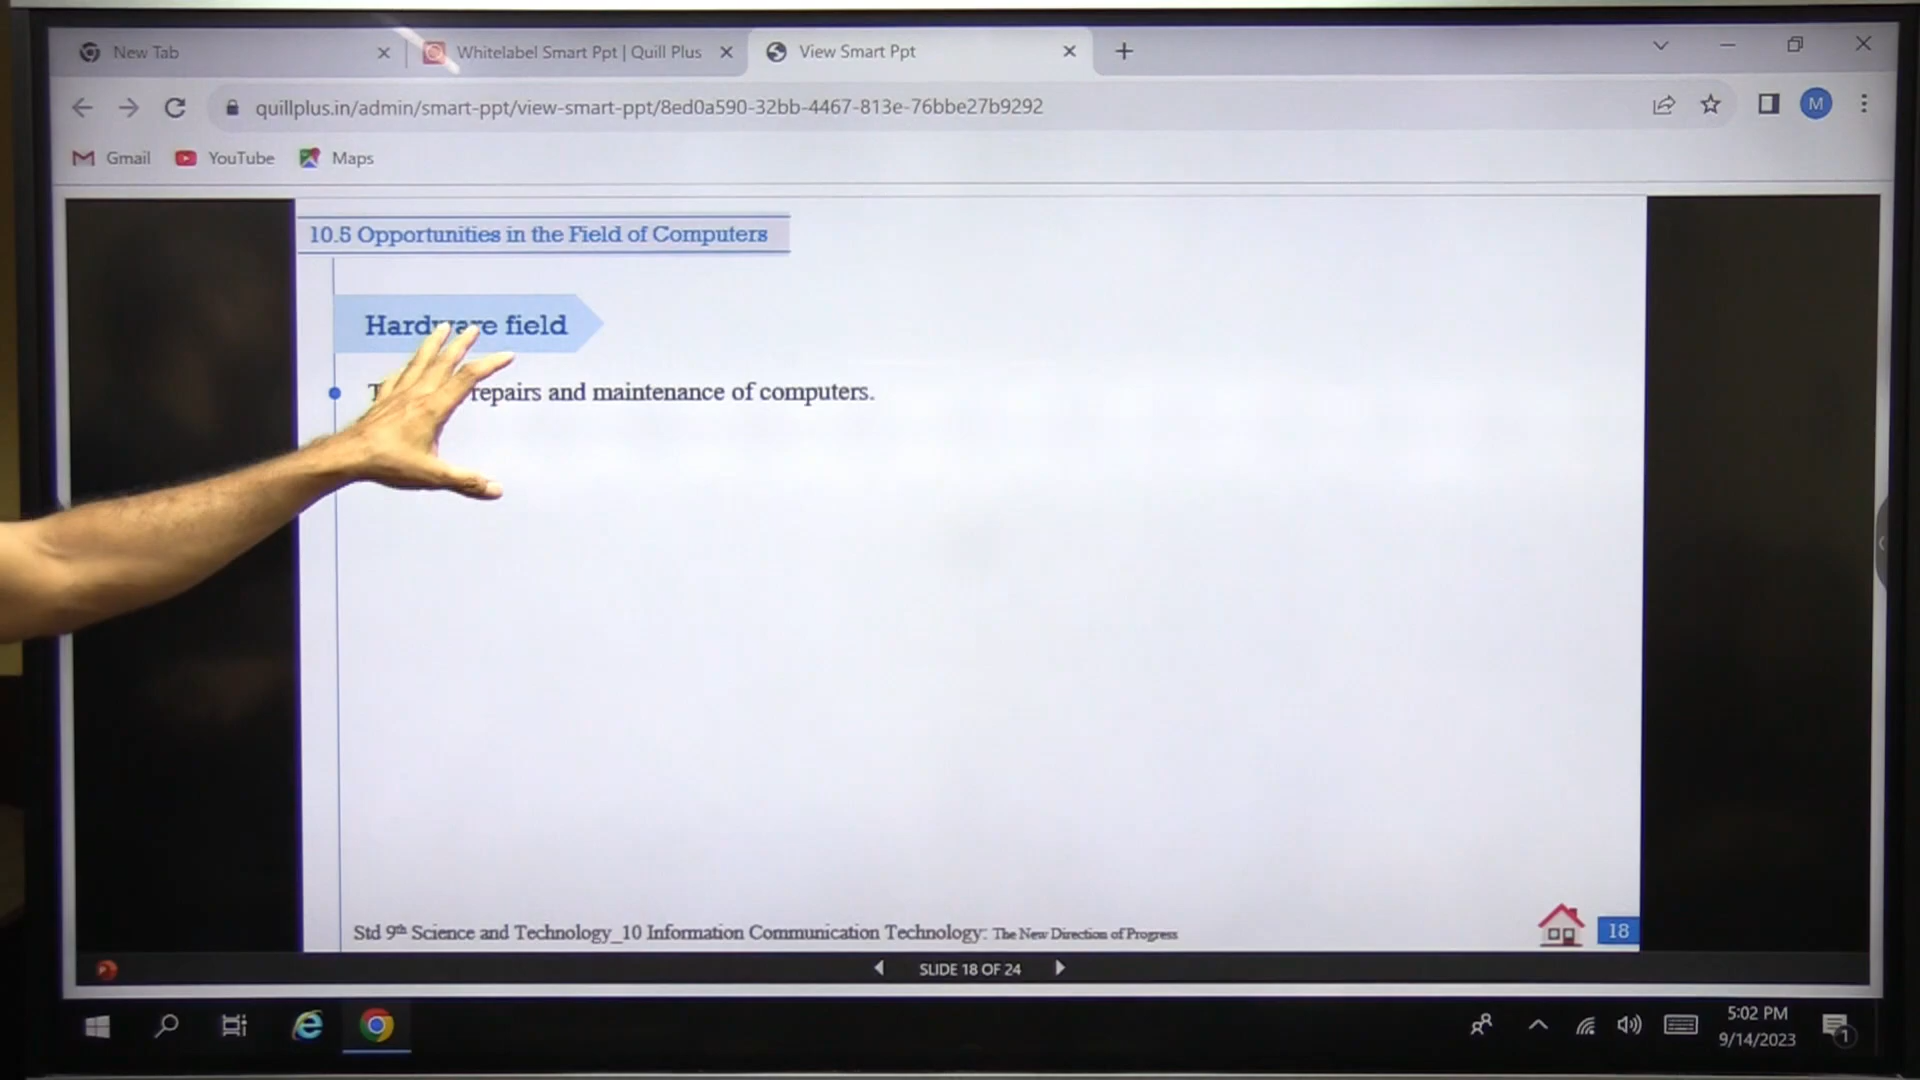 New Tab
Whitelabel Smart Ppt | Quill Plus
View Smart Ppt
quillplus.in/admin/smart-ppt/view-smart-ppt/8ed0a590-32bb-4467-813e-76bbe27b9292
M
Gmail
YouTube
Maps
10.5 Opportunities in the Field of Computers
Hardware field
repairs and maintenance of computers.
Std 9th Science and Technology_10 Information Communication Technology: The New Direction of Progress
18
SLIDE 18 OF 24
5:02 PM
9/14/2023
1